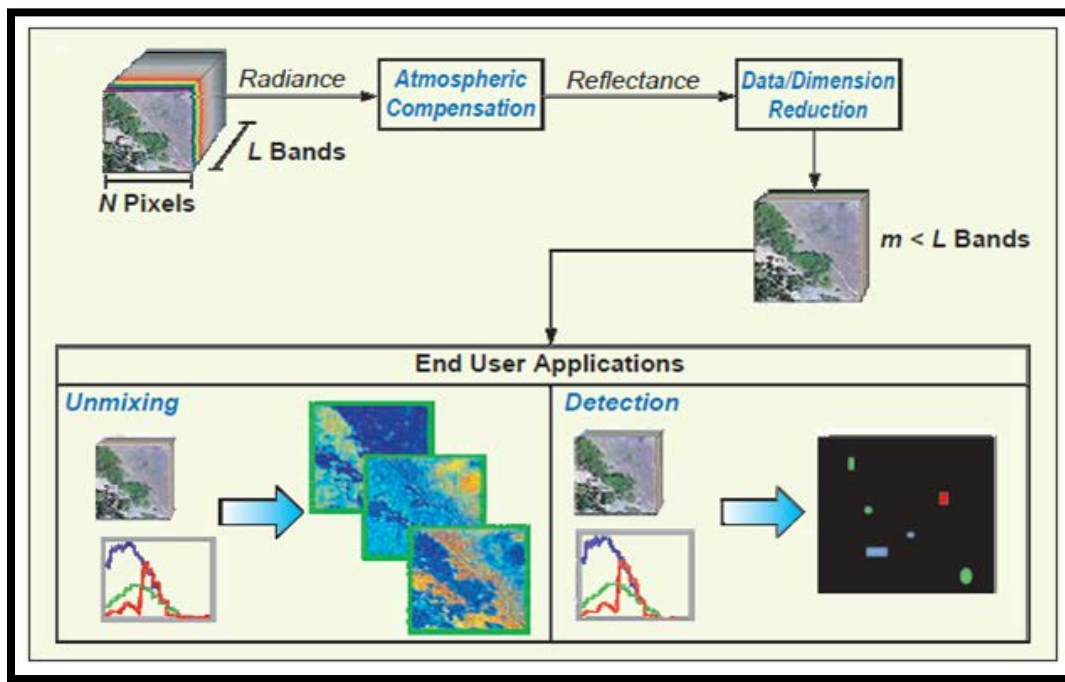 Radiance
Atmospheric
Compensation
Reflectance
Data/Dimension
Reduction
L Bands
N Pixels
m < L Bands
End User Applications
Unmixing
Detection